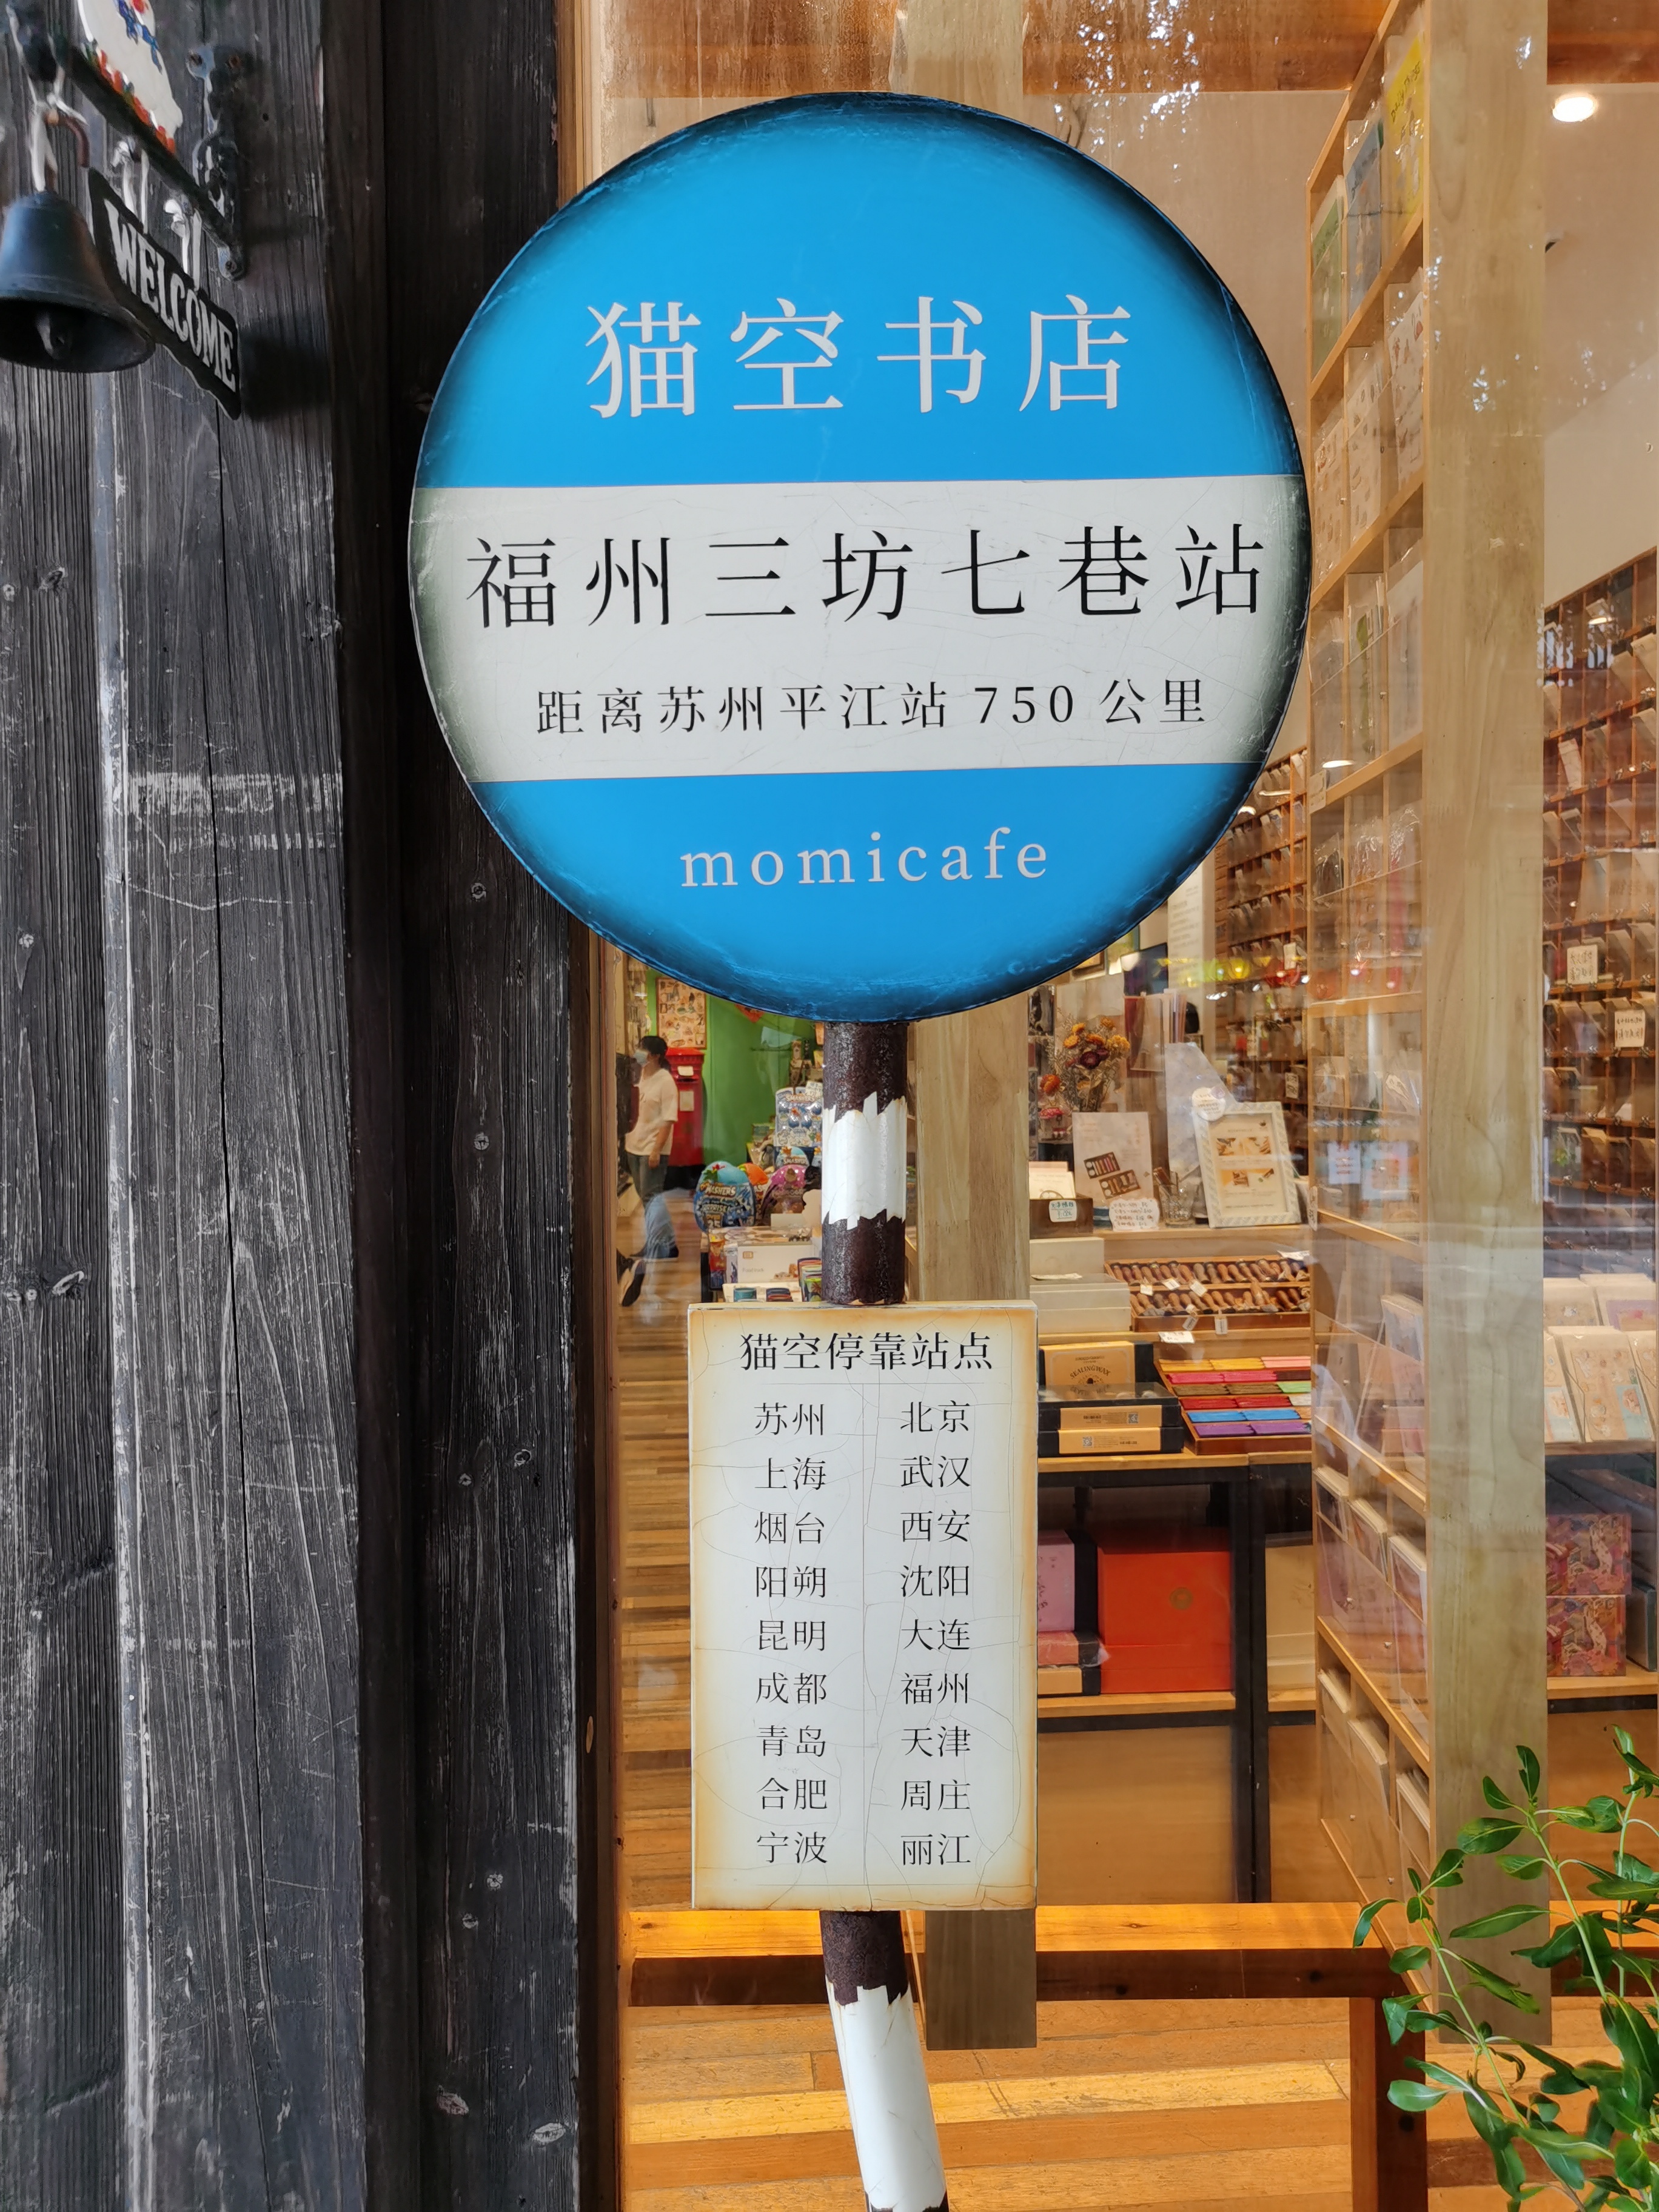 WELCOME
猫空书店
福州三坊七巷站
距离苏州平江站 750 公里
momicafe
猫空停靠站点
苏州 北京
上海 武汉
烟台 西安
阳朔 沈阳
昆明 大连
成都 福州
青岛 天津
合肥 周庄
宁波 丽江